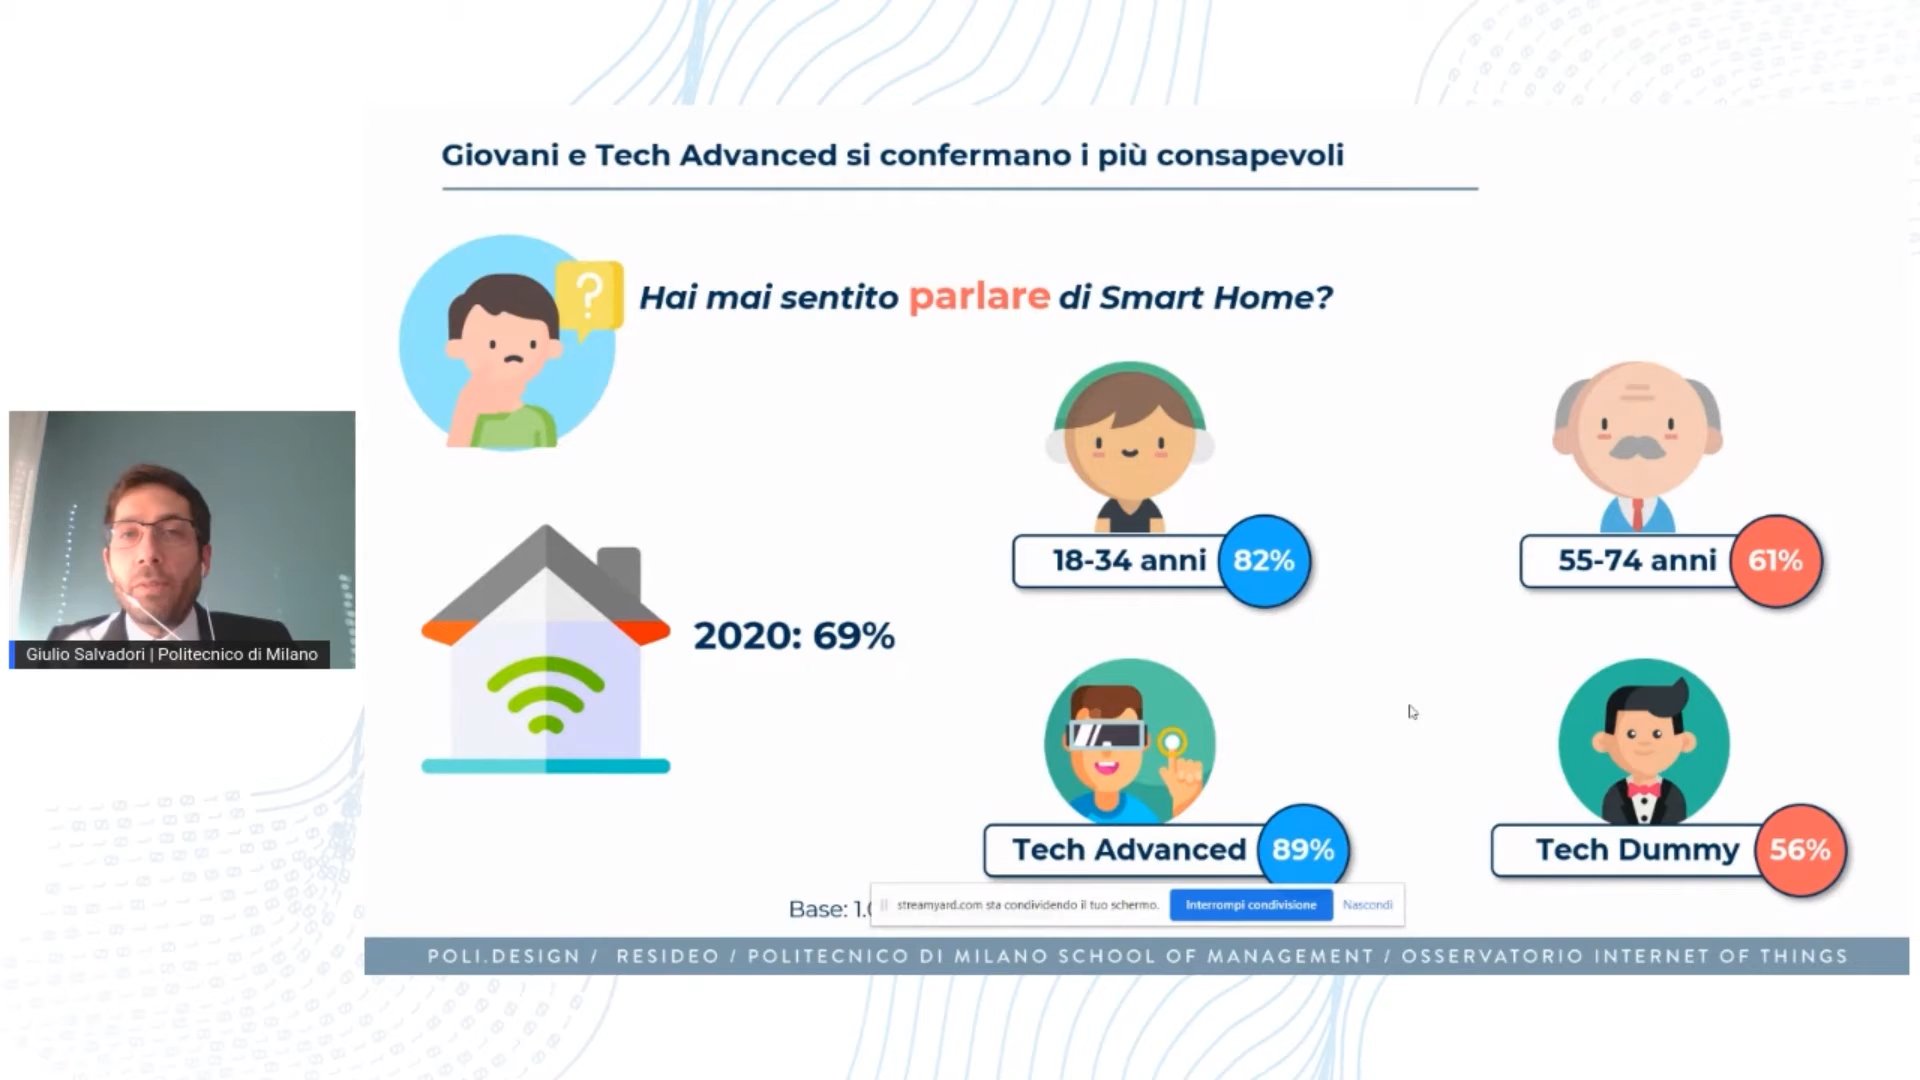 Giovani e Tech Advanced si confermano i più consapevoli
?
Hai mai sentito parlare di Smart Home?
18-34 anni 82%
55-74 anni 61%
2020: 69%
Giulio Salvadori | Politecnico di Milano
Tech Advanced 89%
Tech Dummy 56%
Base: 1.
streamyard.com sta condividendo il tuo schermo. Interrompi condivisione Nascondi
POLI.DESIGN / RESIDEO / POLITECNICO DI MILANO SCHOOL OF MANAGEMENT / OSSERVATORIO INTERNET OF THINGS